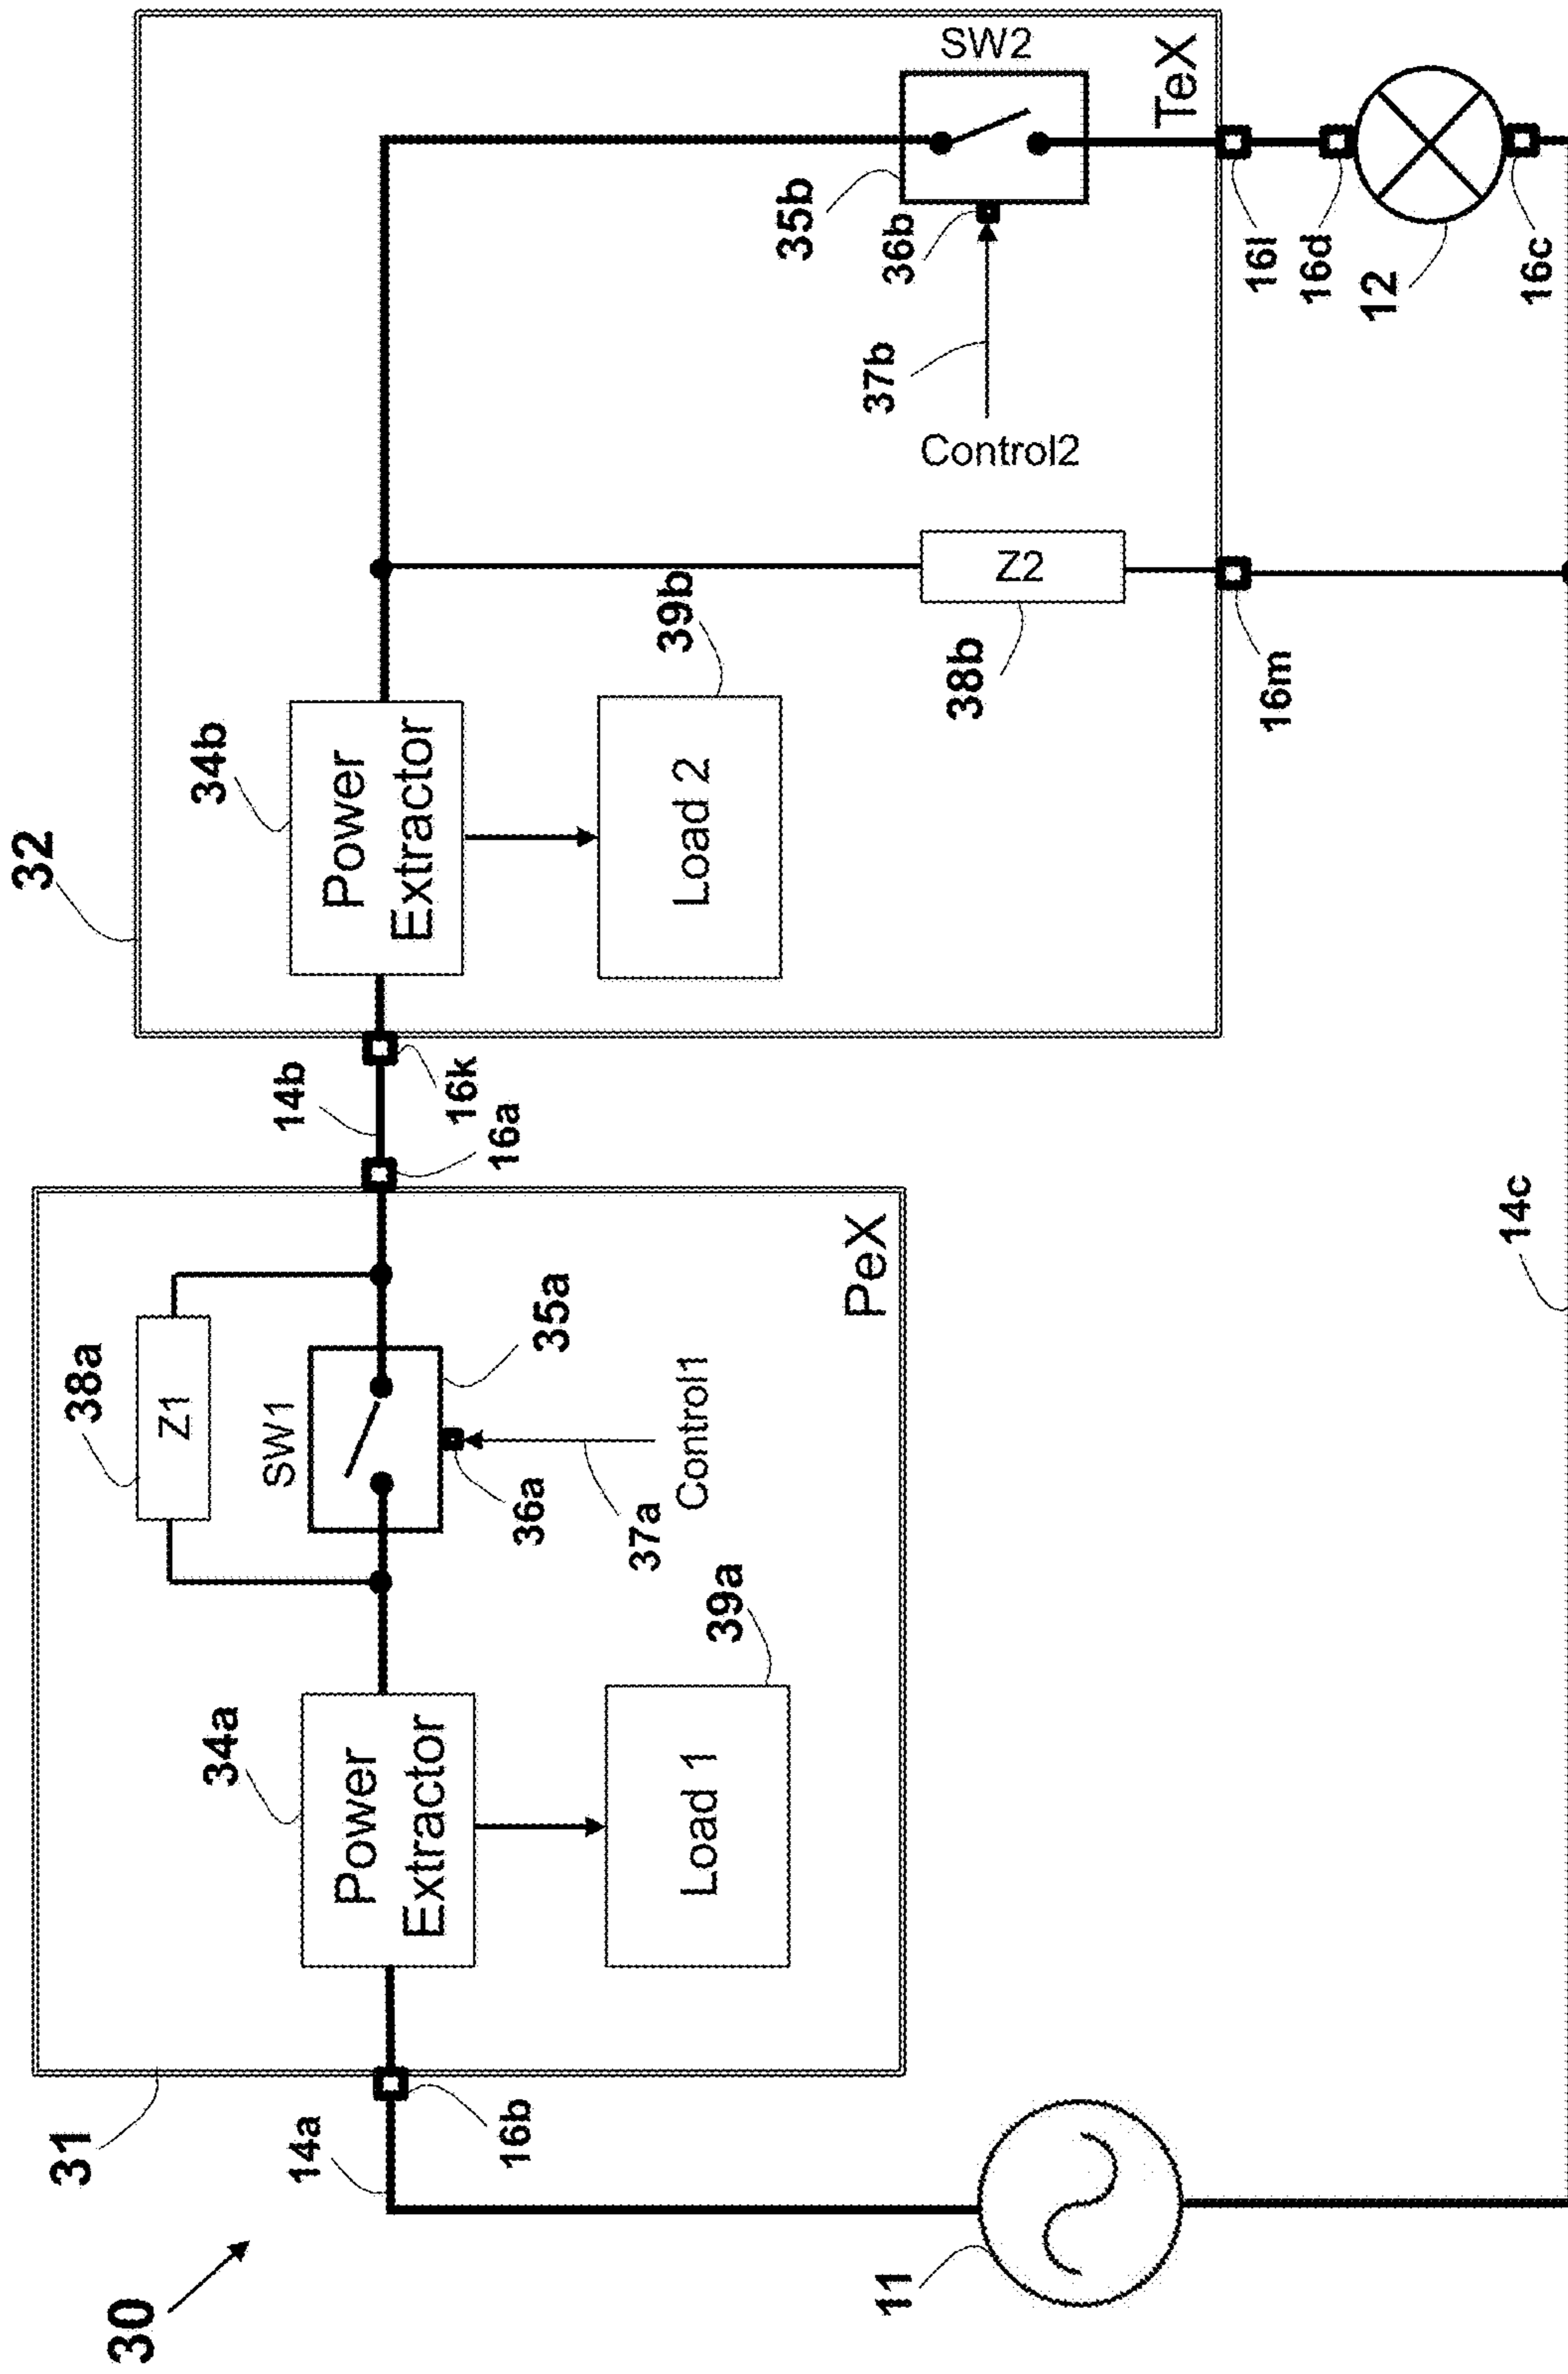 30
31
32
38a
Z1
34a
Power
Extractor
SW1
35a
36a
37a
Control1
Load 1
39a
PeX
14a
16b
14b
16a
16k
34b
Power
Extractor
Load 2
39b
35b
SW2
36b
37b
Control2
Z2
38b
TeX
16m
16l
16d
12
16c
11
14c